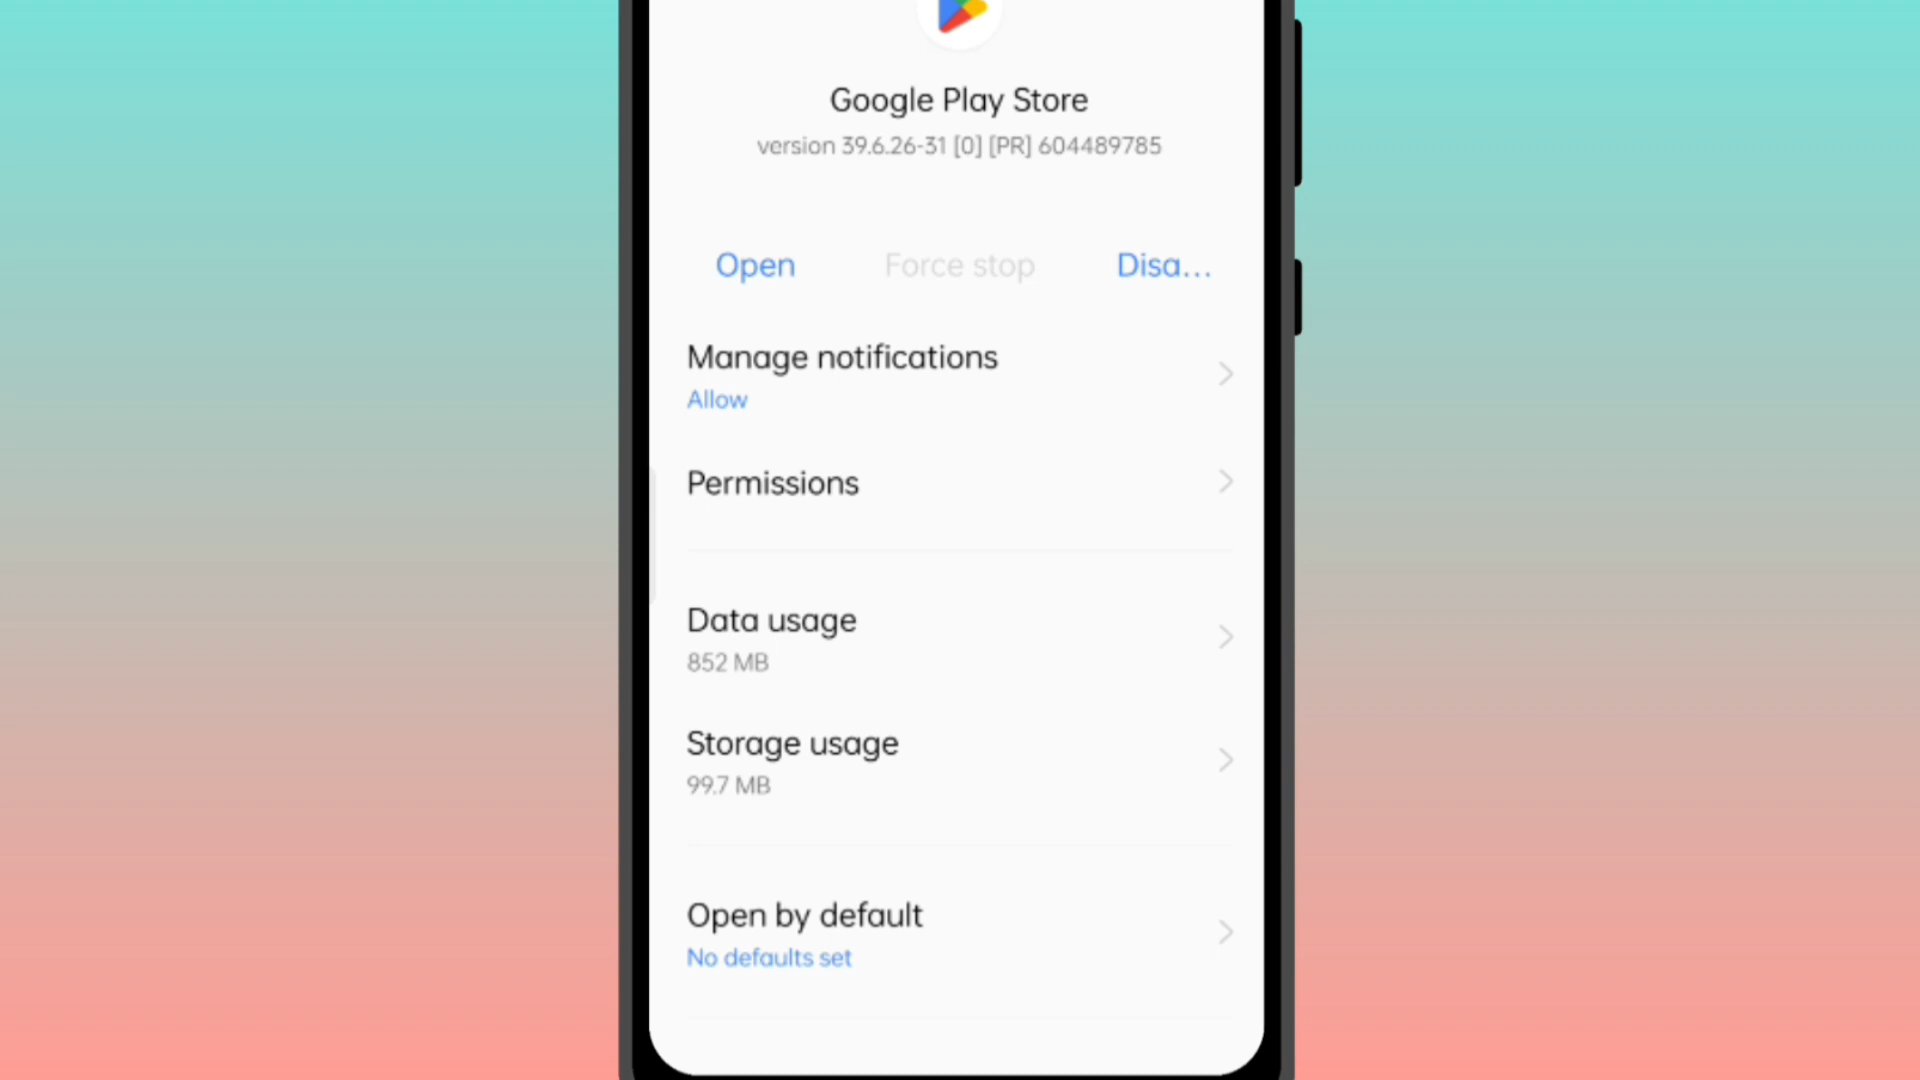 Google Play Store
version 39.6.26-31 [0] [PR] 604489785
Open Force stop Disa...
Manage notifications
Allow
Permissions
Data usage
852 MB
Storage usage
99.7 MB
Open by default
No defaults set